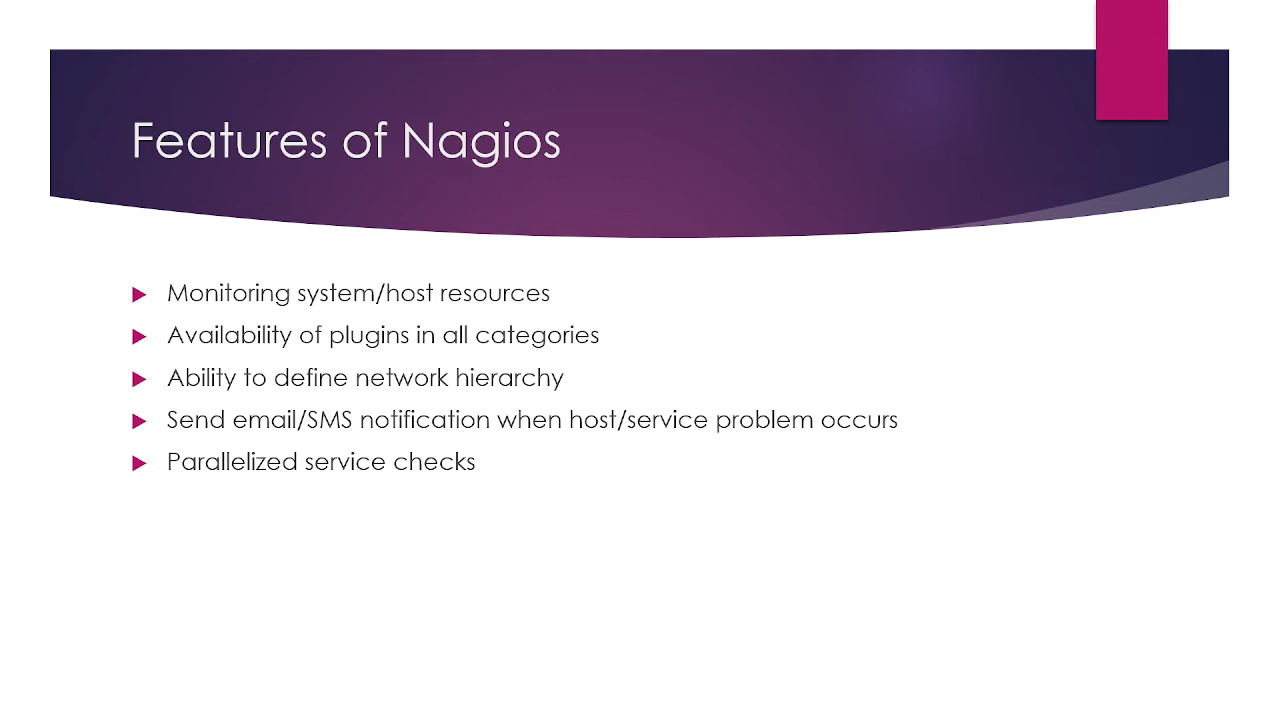 Features of Nagios
Monitoring system/host resources
Availability of plugins in all categories
Ability to define network hierarchy
Send email/SMS notification when host/service problem occurs
Parallelized service checks